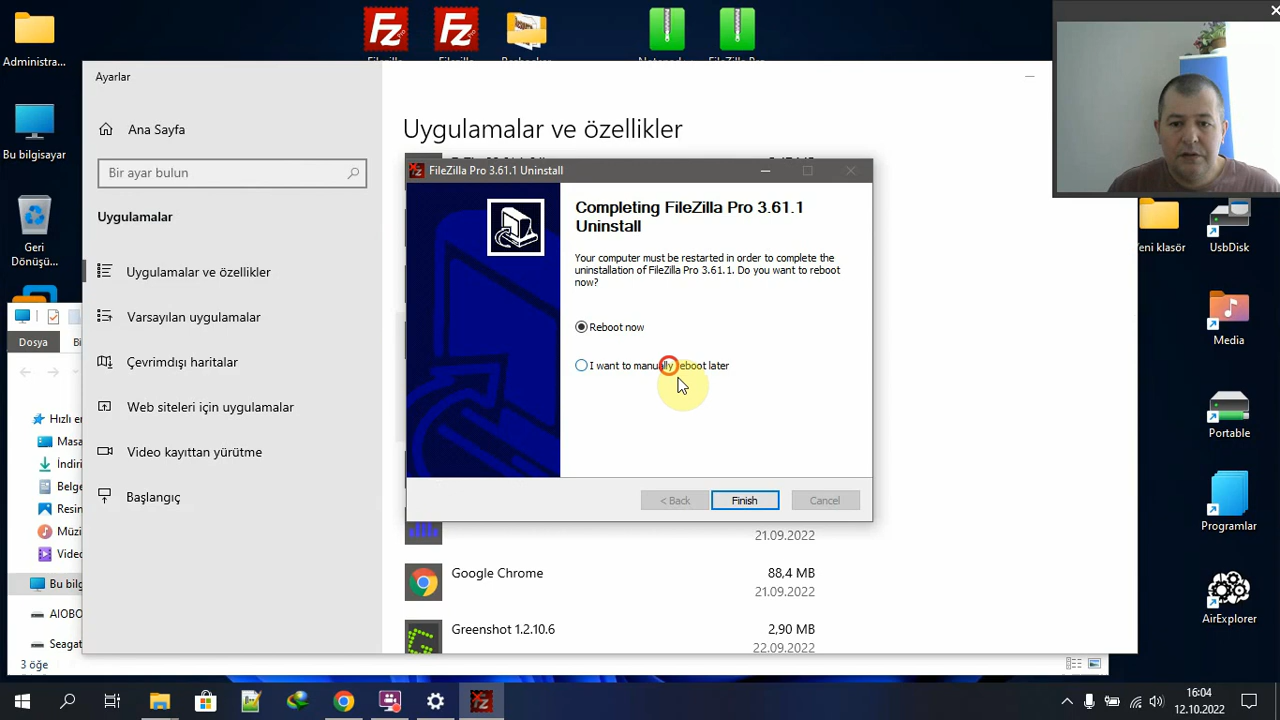 Administra...
Bu bilgisayar
Geri
Dönüşü...
Ayarlar
Ana Sayfa
Bir ayar bulun
Uygulamalar
Uygulamalar ve özellikler
Varsayılan uygulamalar
Çevrimdışı haritalar
Web siteleri için uygulamalar
Video kayıttan yürütme
Başlangıç
Uygulamalar ve özellikler
FileZilla Pro 3.61.1 Uninstall
Completing FileZilla Pro 3.61.1
Uninstall
Your computer must be restarted in order to complete the
uninstallation of FileZilla Pro 3.61.1. Do you want to reboot
now?
Reboot now
I want to manually reboot later
< Back
Finish
Cancel
21.09.2022
Google Chrome
88,4 MB
21.09.2022
Greenshot 1.2.10.6
2,90 MB
22.09.2022
Dosya
Hızlı eri
Masa
İndiri
Belge
Resin
Müzi
Video
Bu bilg
AIOBO
Seagat
3 öğe
Yeni klasör
UsbDisk
Media
Portable
Programlar
AirExplorer
16:04
12.10.2022